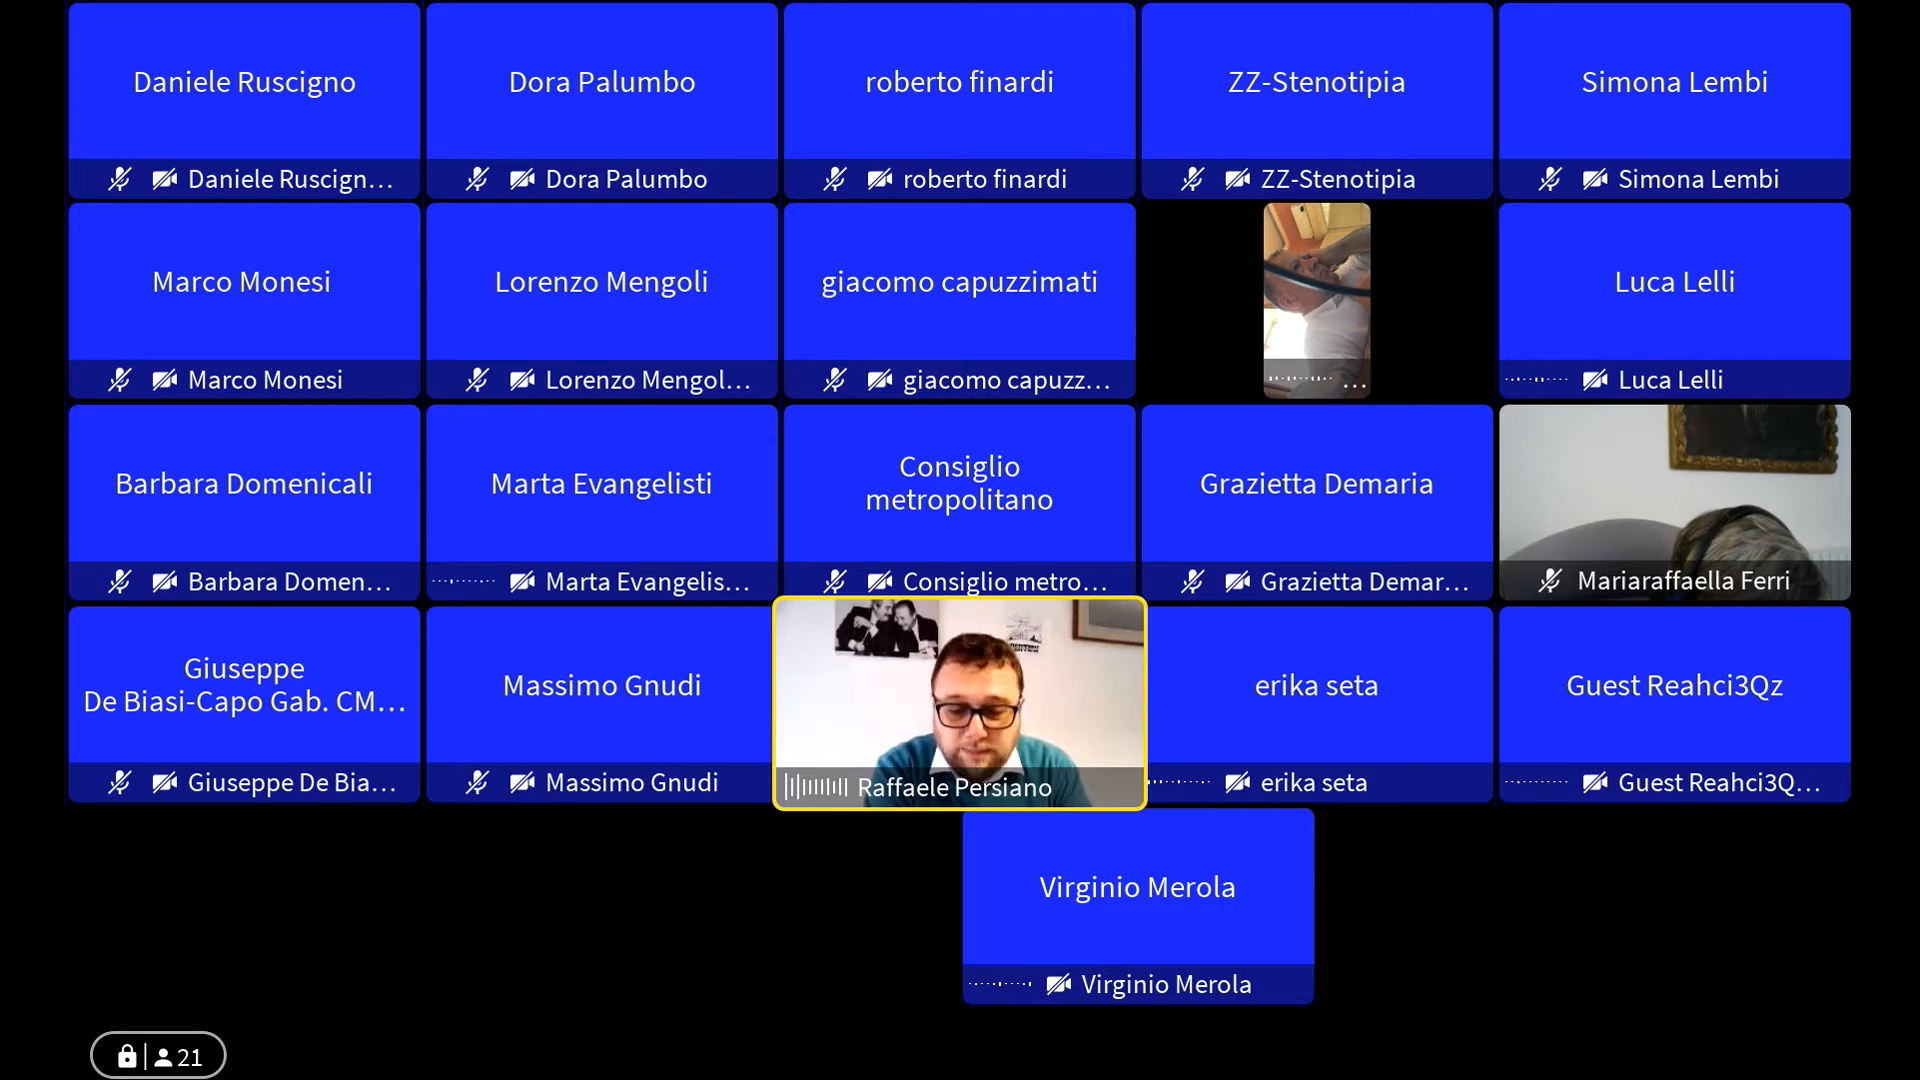 Daniele Ruscigno
Dora Palumbo
roberto finardi
ZZ-Stenotipia
Simona Lembi
Daniele Ruscign...
Dora Palumbo
roberto finardi
ZZ-Stenotipia
Simona Lembi
Marco Monesi
Lorenzo Mengoli
giacomo capuzzimati
Luca Lelli
Marco Monesi
Lorenzo Mengol...
giacomo capuzz...
...
Luca Lelli
Barbara Domenicali
Marta Evangelisti
Consiglio
metropolitano
Grazietta Demaria
Barbara Domen...
Marta Evangelis...
Consiglio metro...
Grazietta Demar...
Mariaraffaella Ferri
Giuseppe
De Biasi-Capo Gab. CM...
Massimo Gnudi
erika seta
Guest Reahci3Qz
Giuseppe De Bia...
Massimo Gnudi
Raffaele Persiano
erika seta
Guest Reahci3Q...
Virginio Merola
Virginio Merola
21